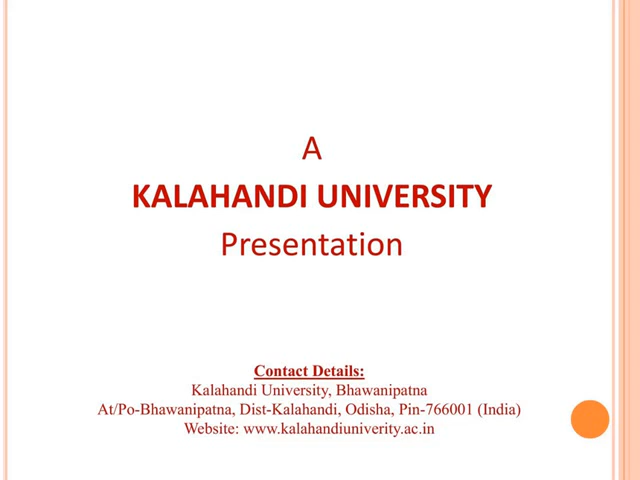 A
KALAHANDI UNIVERSITY
Presentation
Contact Details:
Kalahandi University, Bhawanipatna
At/Po-Bhawanipatna, Dist-Kalahandi, Odisha, Pin-766001 (India)
Website: www.kalahandiuniverity.ac.in